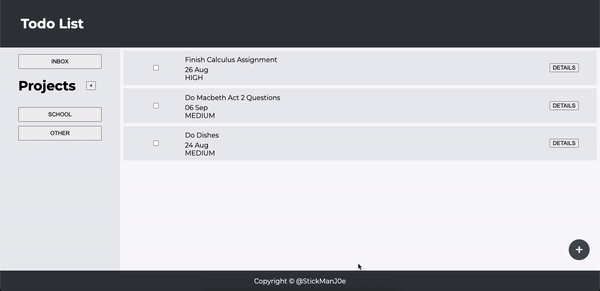 Todo List
INBOX
Projects +
SCHOOL
OTHER
Finish Calculus Assignment
26 Aug
HIGH
DETAILS
Do Macbeth Act 2 Questions
06 Sep
MEDIUM
DETAILS
Do Dishes
24 Aug
MEDIUM
DETAILS
+
Copyright © @StickManJ0e